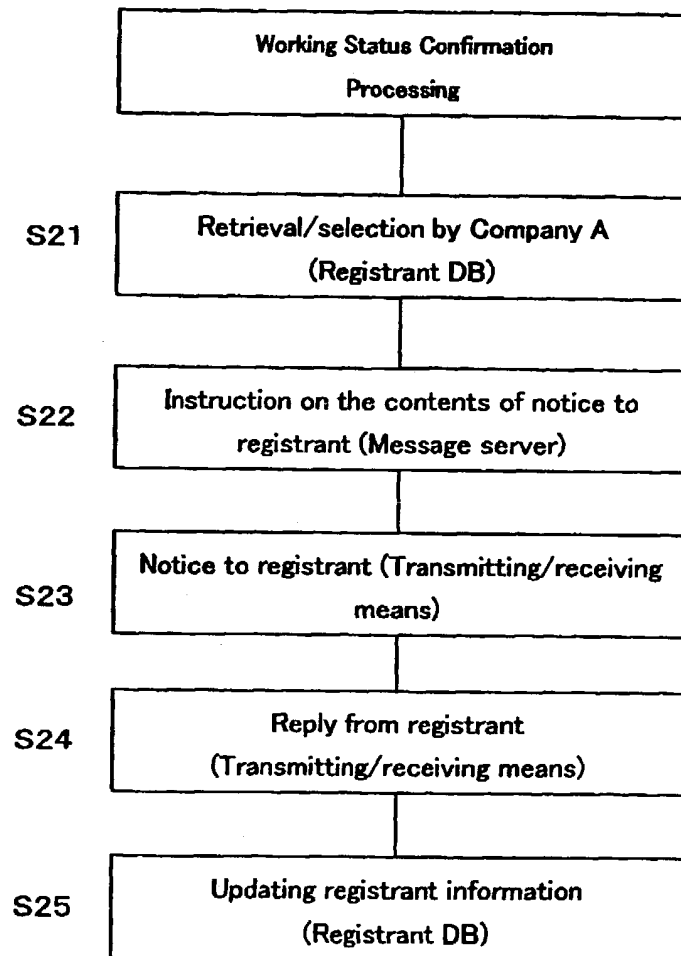 Working Status Confirmation
Processing
S21
Retrieval/selection by Company A
(Registrant DB)
S22
Instruction on the contents of notice to
registrant (Message server)
S23
Notice to registrant (Transmitting/receiving
means)
S24
Reply from registrant
(Transmitting/receiving means)
S25
Updating registrant information
(Registrant DB)